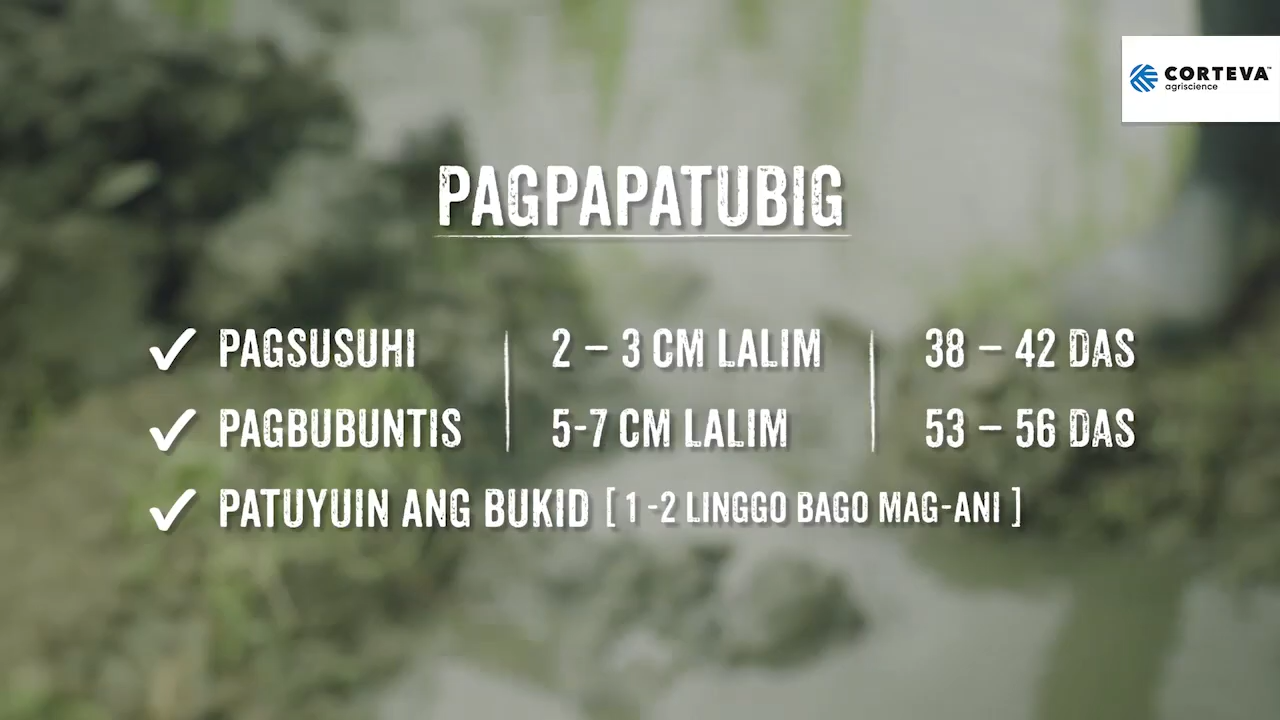 CORTEVA™
agriscience
PAGPAPATUBIG
✓ PAGSUSUHI 2 – 3 CM LALIM 38 – 42 DAS
✓ PAGBUBUNTIS 5-7 CM LALIM 53 – 56 DAS
✓ PATUYUIN ANG BUKID [ 1 -2 LINGGO BAGO MAG-ANI ]